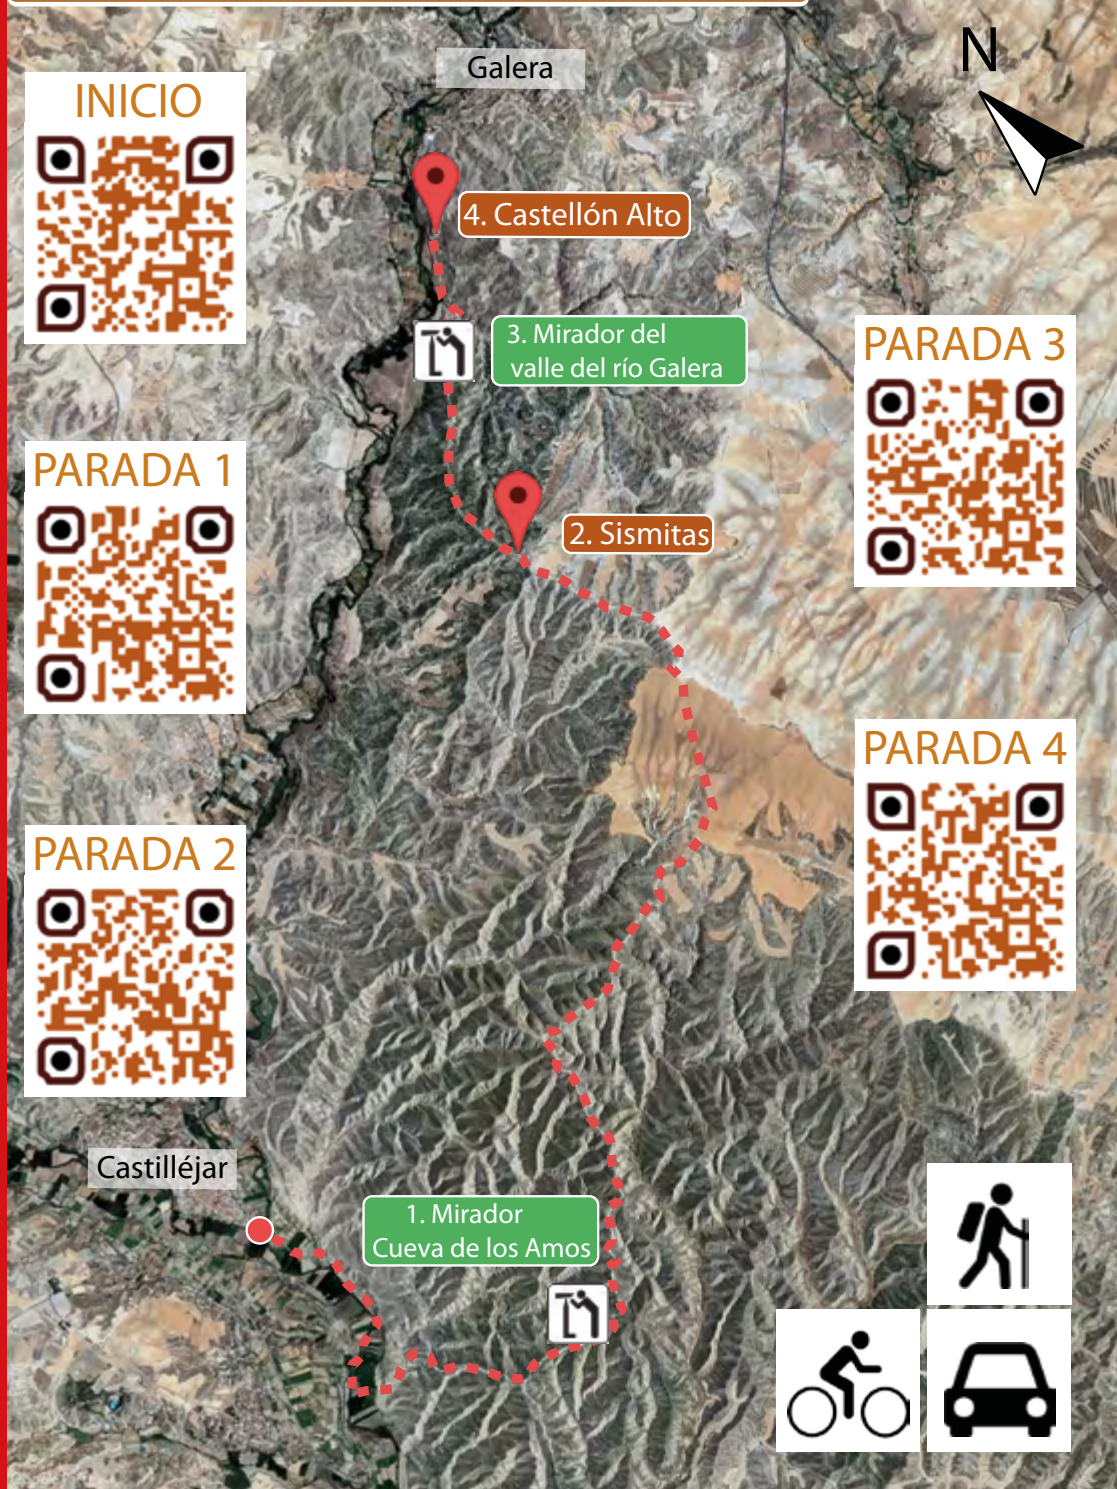 Galera
N
INICIO
4. Castellón Alto
3. Mirador del
valle del río Galera
PARADA 3
PARADA 1
2. Sismitas
PARADA 4
PARADA 2
Castilléjar
1. Mirador
Cueva de los Amos